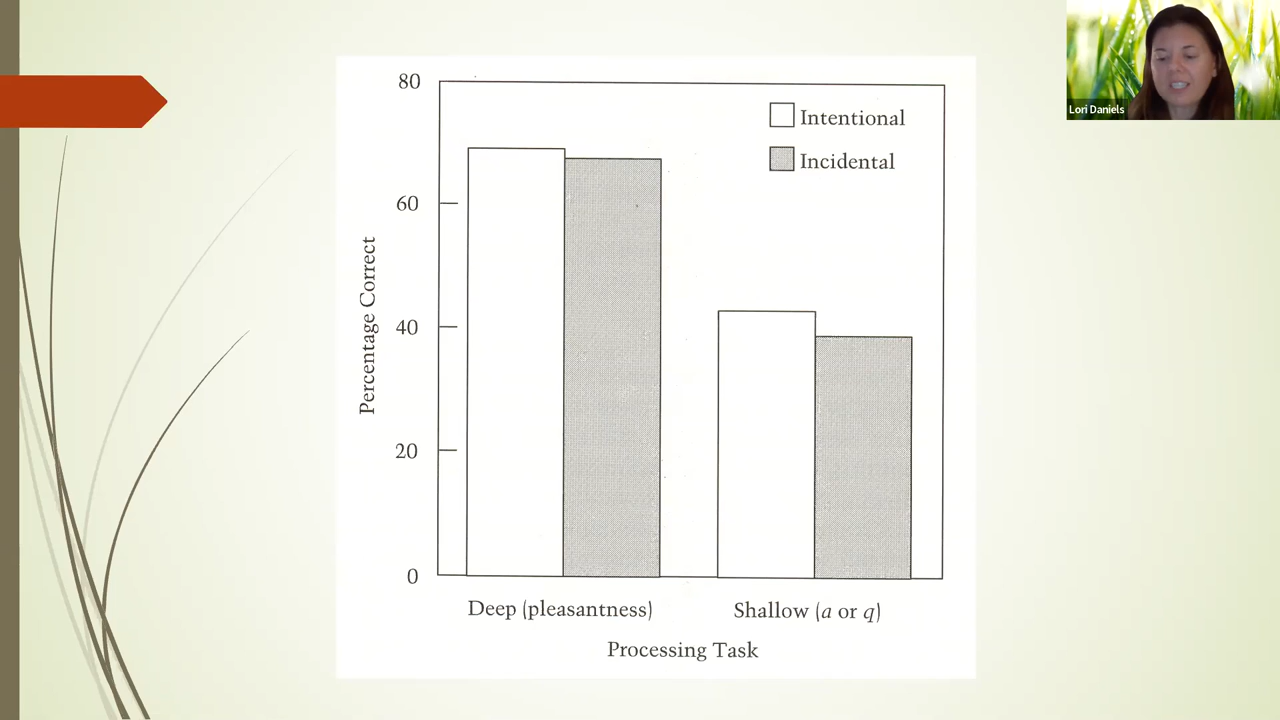 Lori Daniels
80
60
40
20
0
Percentage Correct
Intentional
Incidental
Deep (pleasantness)
Shallow (a or q)
Processing Task